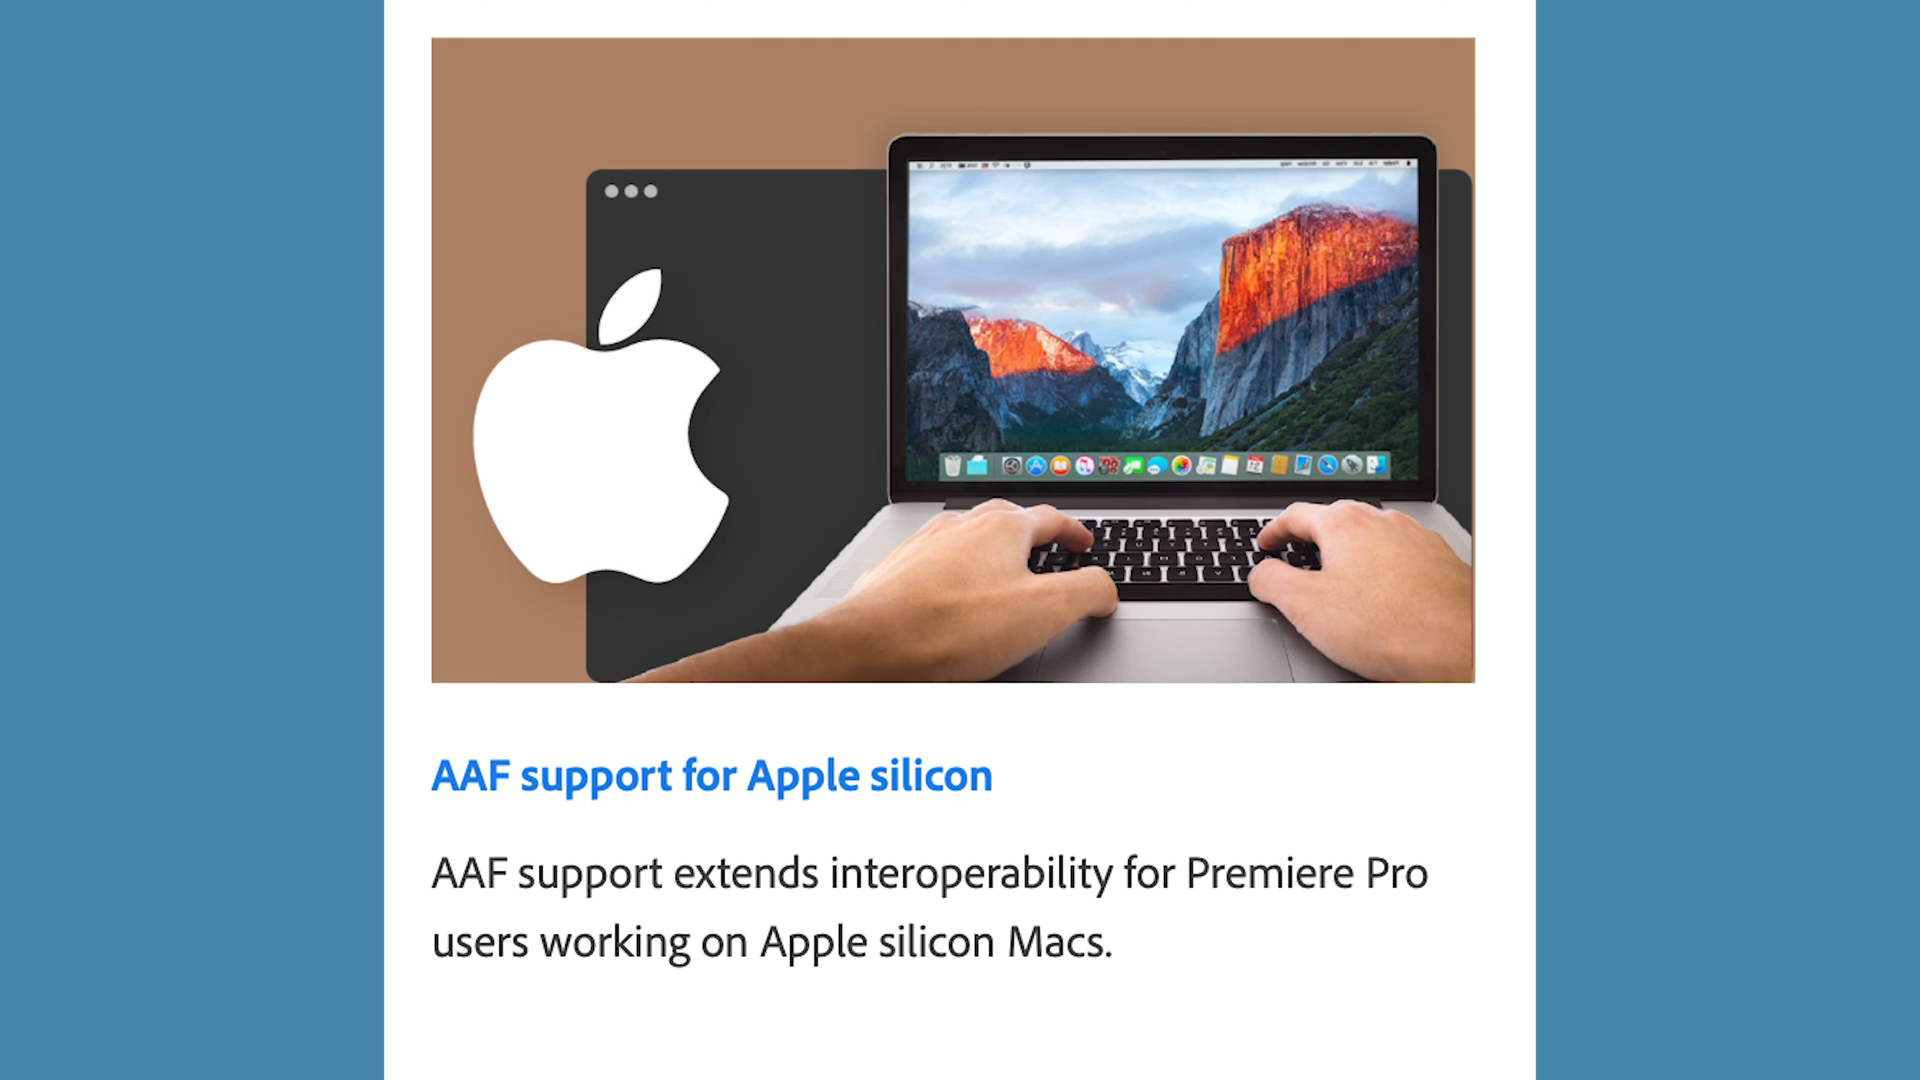 AAF support for Apple silicon
AAF support extends interoperability for Premiere Pro
users working on Apple silicon Macs.